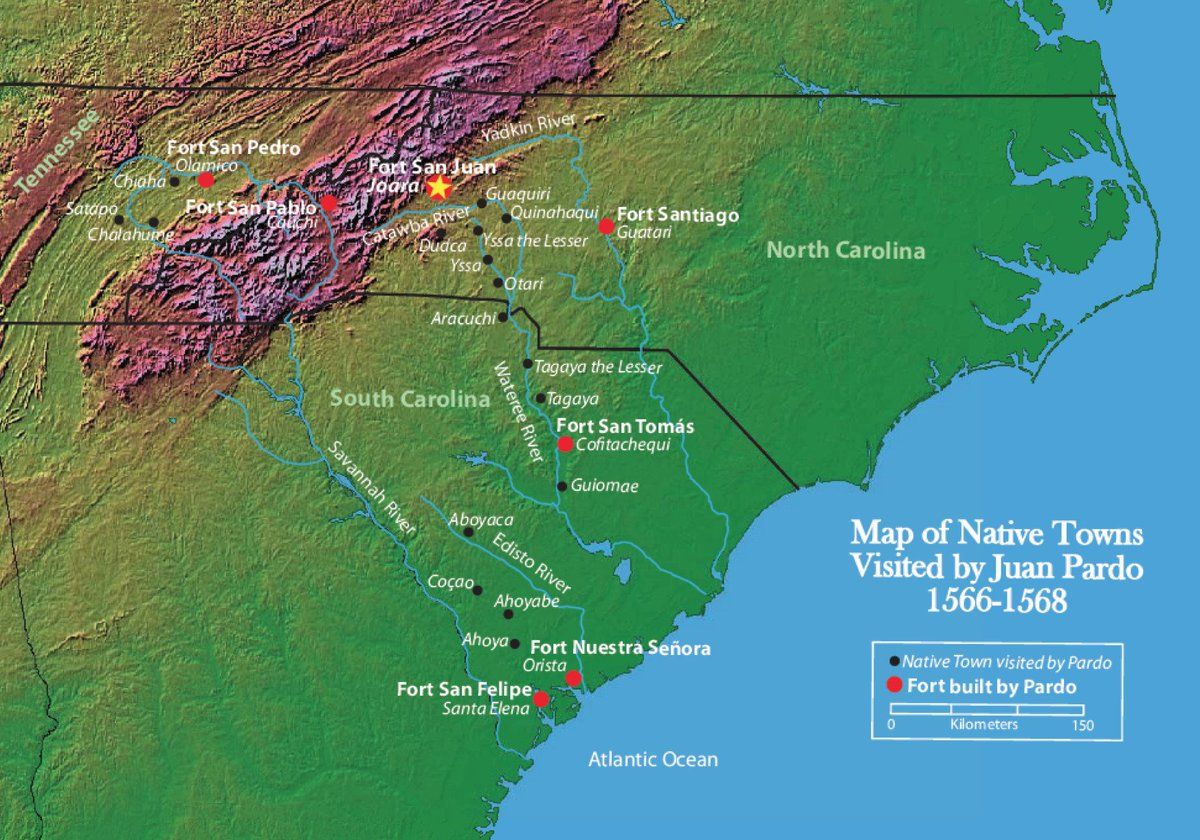 Tennessee
Fort San Pedro
Olamico
Chiaha
Satapo
Chalahume
Fort San Pablo
Cauchi
Fort San Juan
Joara
Yadkin River
Guaquiri
Quinahaqui
Catawba River
Dudca
Yssa the Lesser
Yssa
Otari
Aracuchi
Fort Santiago
Guatari
North Carolina
South Carolina
Tagaya the Lesser
Wateree River
Tagaya
Fort San Tomás
Cofitachequi
Guiomae
Savannah River
Aboyaca
Edisto River
Coçao
Ahoyabe
Ahoya
Fort Nuestra Señora
Orista
Fort San Felipe
Santa Elena
Atlantic Ocean
Map of Native Towns
Visited by Juan Pardo
1566-1568
Native Town visited by Pardo
Fort built by Pardo
0 Kilometers 150